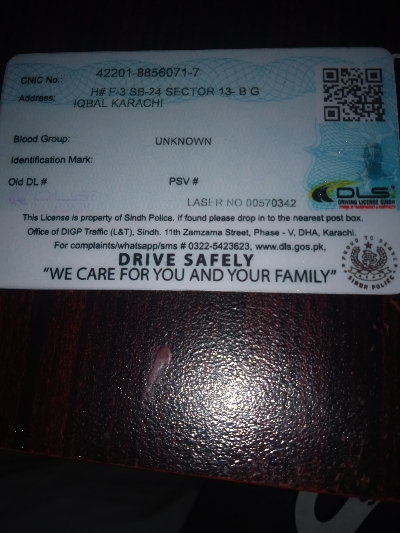 CNIC No.: 42201-8856071-7
Address: H# F-3 SB-24 SECTOR 13- B G
IQBAL KARACHI
Blood Group: UNKNOWN
Identification Mark:
Old DL # PSV #
DLS
DRIVING LICENSE SINDH
LASER NO 00570342
This License is property of Sindh Police. If found please drop in to the nearest post box.
Office of DIGP Traffic (L&T), Sindh. 11th Zamzama Street, Phase - V, DHA, Karachi.
For complaints/whatsapp/sms # 0322-5423623, www.dls.gos.pk,
DRIVE SAFELY
"WE CARE FOR YOU AND YOUR FAMILY"
PROUD TO SERVE
SINDH POLICE